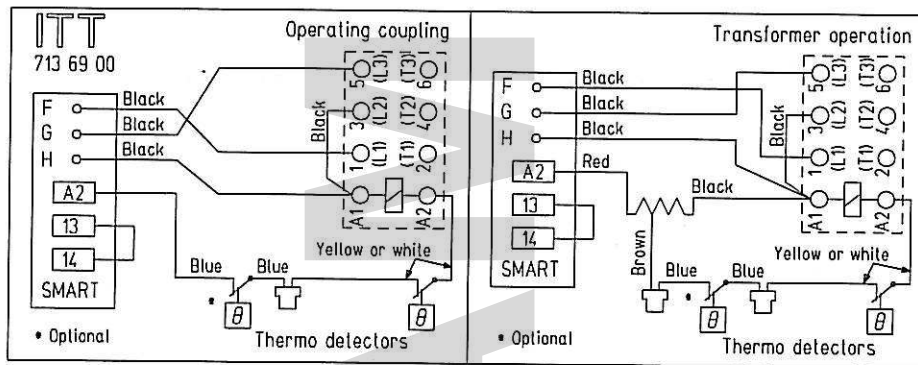 ITT
713 69 00
Operating coupling
F
G
H
Black
Black
Black
Black
5
(L3)
(T3)
6
3
(L2)
(T2)
4
1
(L1)
(T1)
2
A1
A2
A2
13
14
SMART
Blue
Blue
Yellow or white
•
θ
θ
• Optional
Thermo detectors
Transformer operation
F
G
H
Black
Black
Black
Black
5
(L3)
(T3)
6
3
(L2)
(T2)
4
1
(L1)
(T1)
2
A1
A2
A2
Red
Black
13
14
SMART
Brown
Blue
Blue
Yellow or white
•
θ
θ
• Optional
Thermo detectors